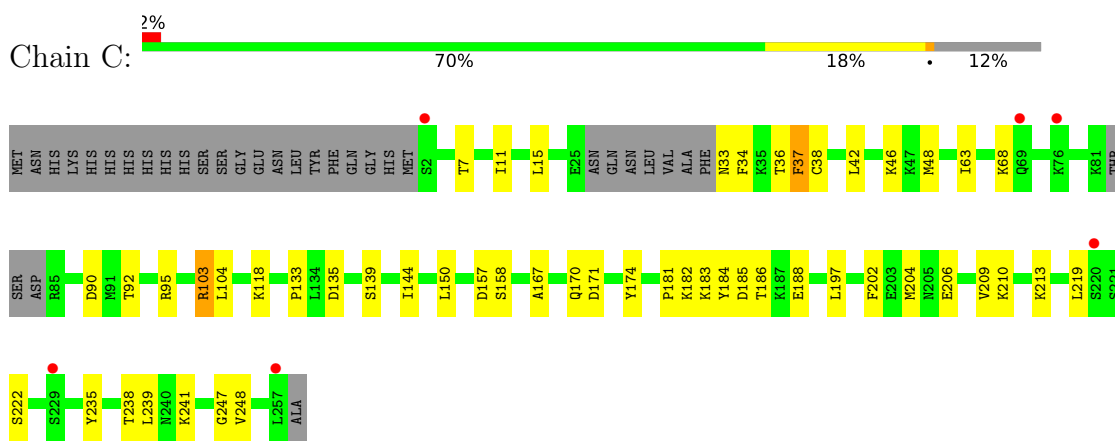 2%
Chain C:
70% 18% • 12%
MET ASN HIS LYS HIS HIS HIS HIS HIS HIS SER SER GLY GLU ASN LEU TYR PHE GLN GLY HIS MET S2 T7 I11 L15 E25 ASN GLN ASN LEU VAL ALA PHE N33 F34 K35 T36 F37 C38 L42 K46 K47 M48 I63 K68 Q69 K76 K81 THR
SER ASP R85 D90 M91 T92 R95 R103 L104 K118 P133 L134 D135 S139 I144 L150 D157 S158 A167 Q170 D171 Y174 P181 K182 K183 Y184 D185 T186 K187 E188 L197 F202 E203 M204 N205 E206 V209 K210 K213 L219 S220 S221
S222 S229 Y235 T238 L239 N240 K241 G247 V248 L257 ALA